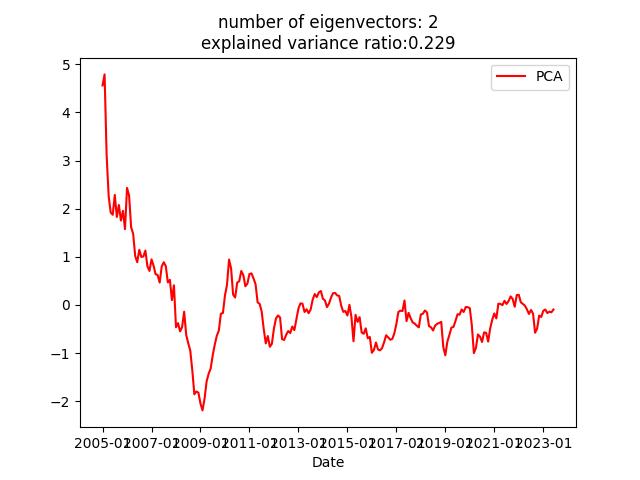 number of eigenvectors: 2
explained variance ratio:0.229
PCA
5
4
3
2
1
0
−1
−2
2005-01 2007-01 2009-01 2011-01 2013-01 2015-01 2017-01 2019-01 2021-01 2023-01
Date